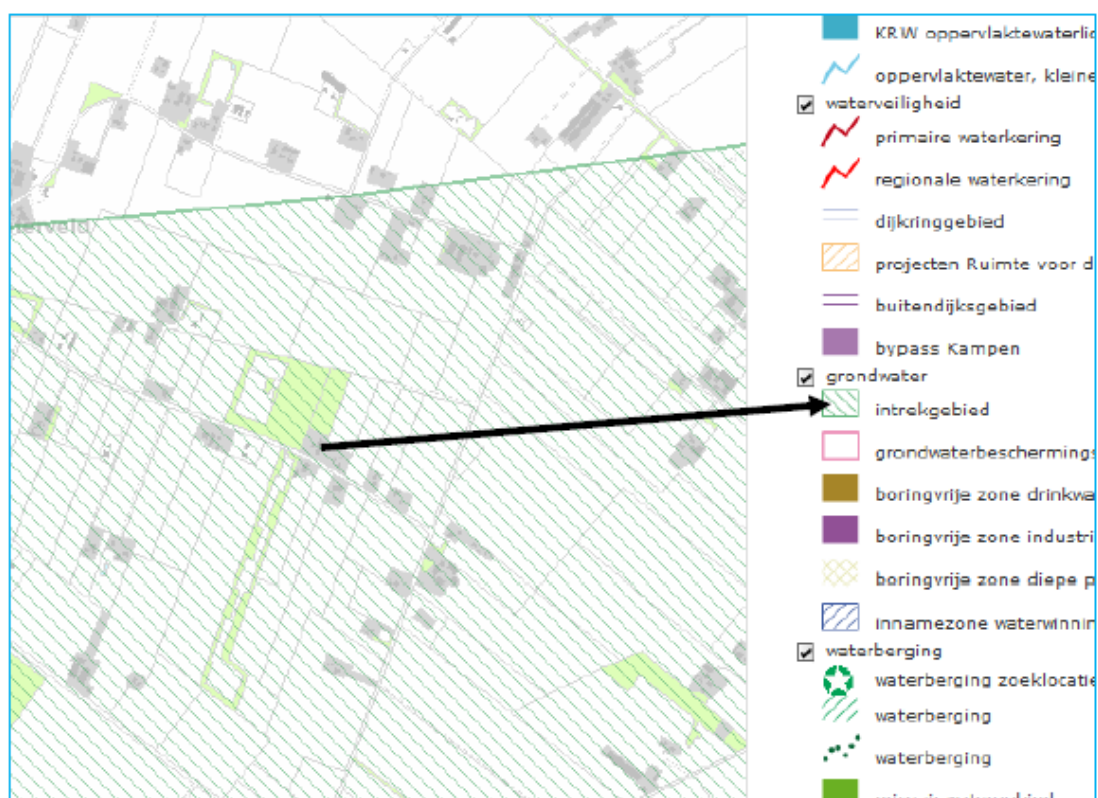 KRW oppervlaktewaterli
oppervlaktewater, kleine
waterveiligheid
primaire waterkering
regionale waterkering
dijkringgebied
projecten Ruimte voor d
buitendijksgebied
bypass Kampen
grondwater
intrekgebied
grondwaterbeschermings
boringvrije zone drinkwa
boringvrije zone industri
boringvrije zone diepe p
innamezone waterwinnin
waterberging
waterberging zoeklocatie
waterberging
waterberging